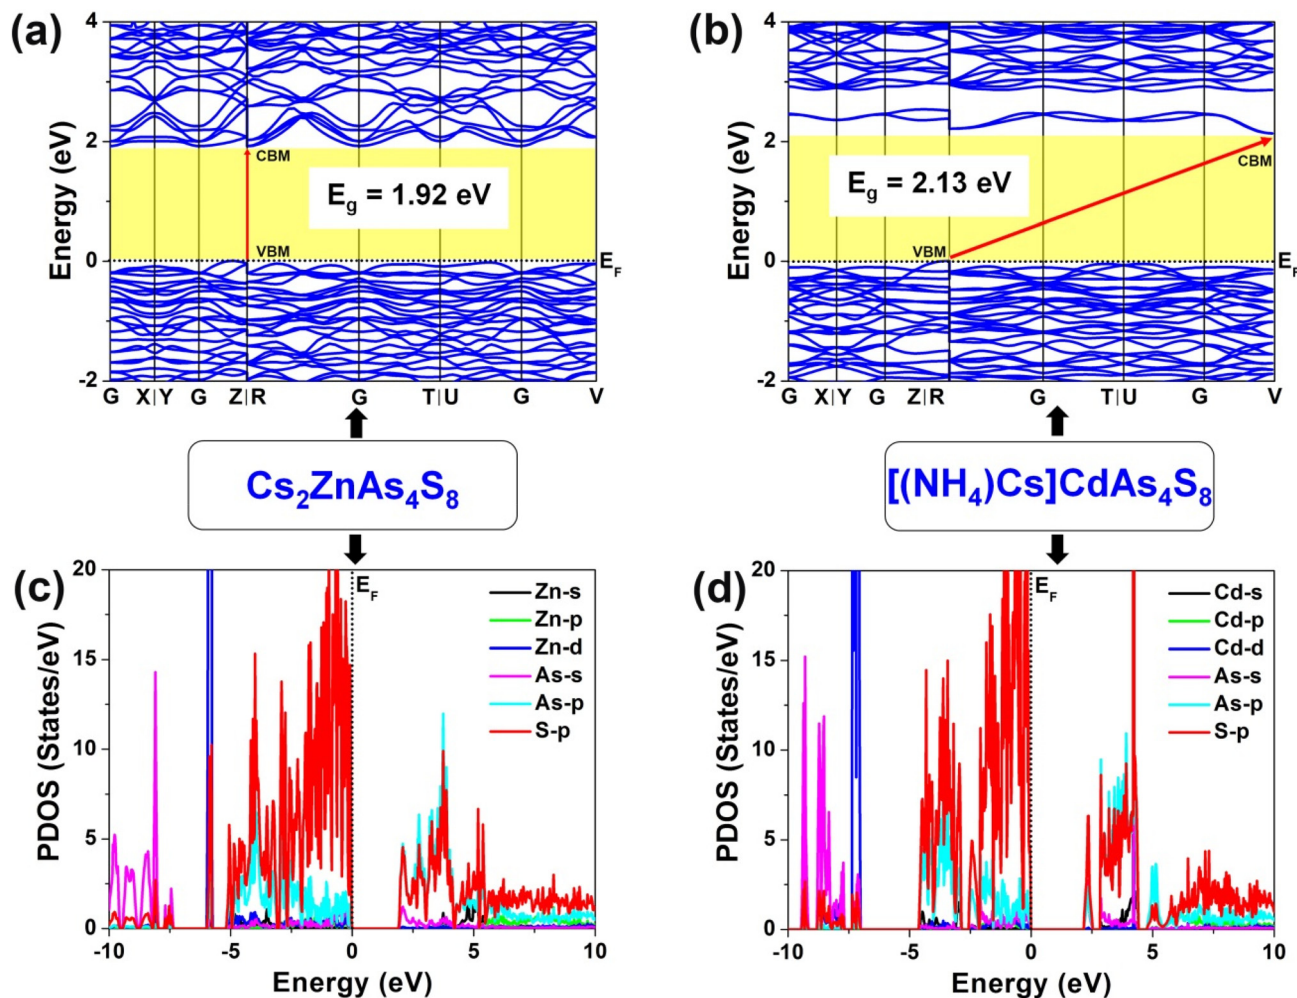 (a)
Energy (eV)
4
2
0
-2
CBM
E_g = 1.92 eV
VBM
E_F
G X|Y G Z|R G T|U G V
(b)
Energy (eV)
4
2
0
-2
CBM
E_g = 2.13 eV
VBM
E_F
G X|Y G Z|R G T|U G V
Cs₂ZnAs₄S₈
[(NH₄)Cs]CdAs₄S₈
(c)
PDOS (States/eV)
20
15
10
5
0
E_F
Zn-s
Zn-p
Zn-d
As-s
As-p
S-p
-10 -5 0 5 10
Energy (eV)
(d)
PDOS (States/eV)
20
15
10
5
0
E_F
Cd-s
Cd-p
Cd-d
As-s
As-p
S-p
-10 -5 0 5 10
Energy (eV)